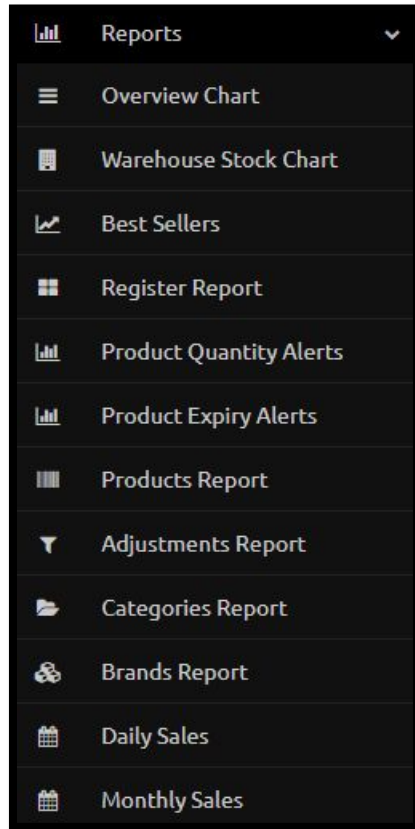 Reports
Overview Chart
Warehouse Stock Chart
Best Sellers
Register Report
Product Quantity Alerts
Product Expiry Alerts
Products Report
Adjustments Report
Categories Report
Brands Report
Daily Sales
Monthly Sales